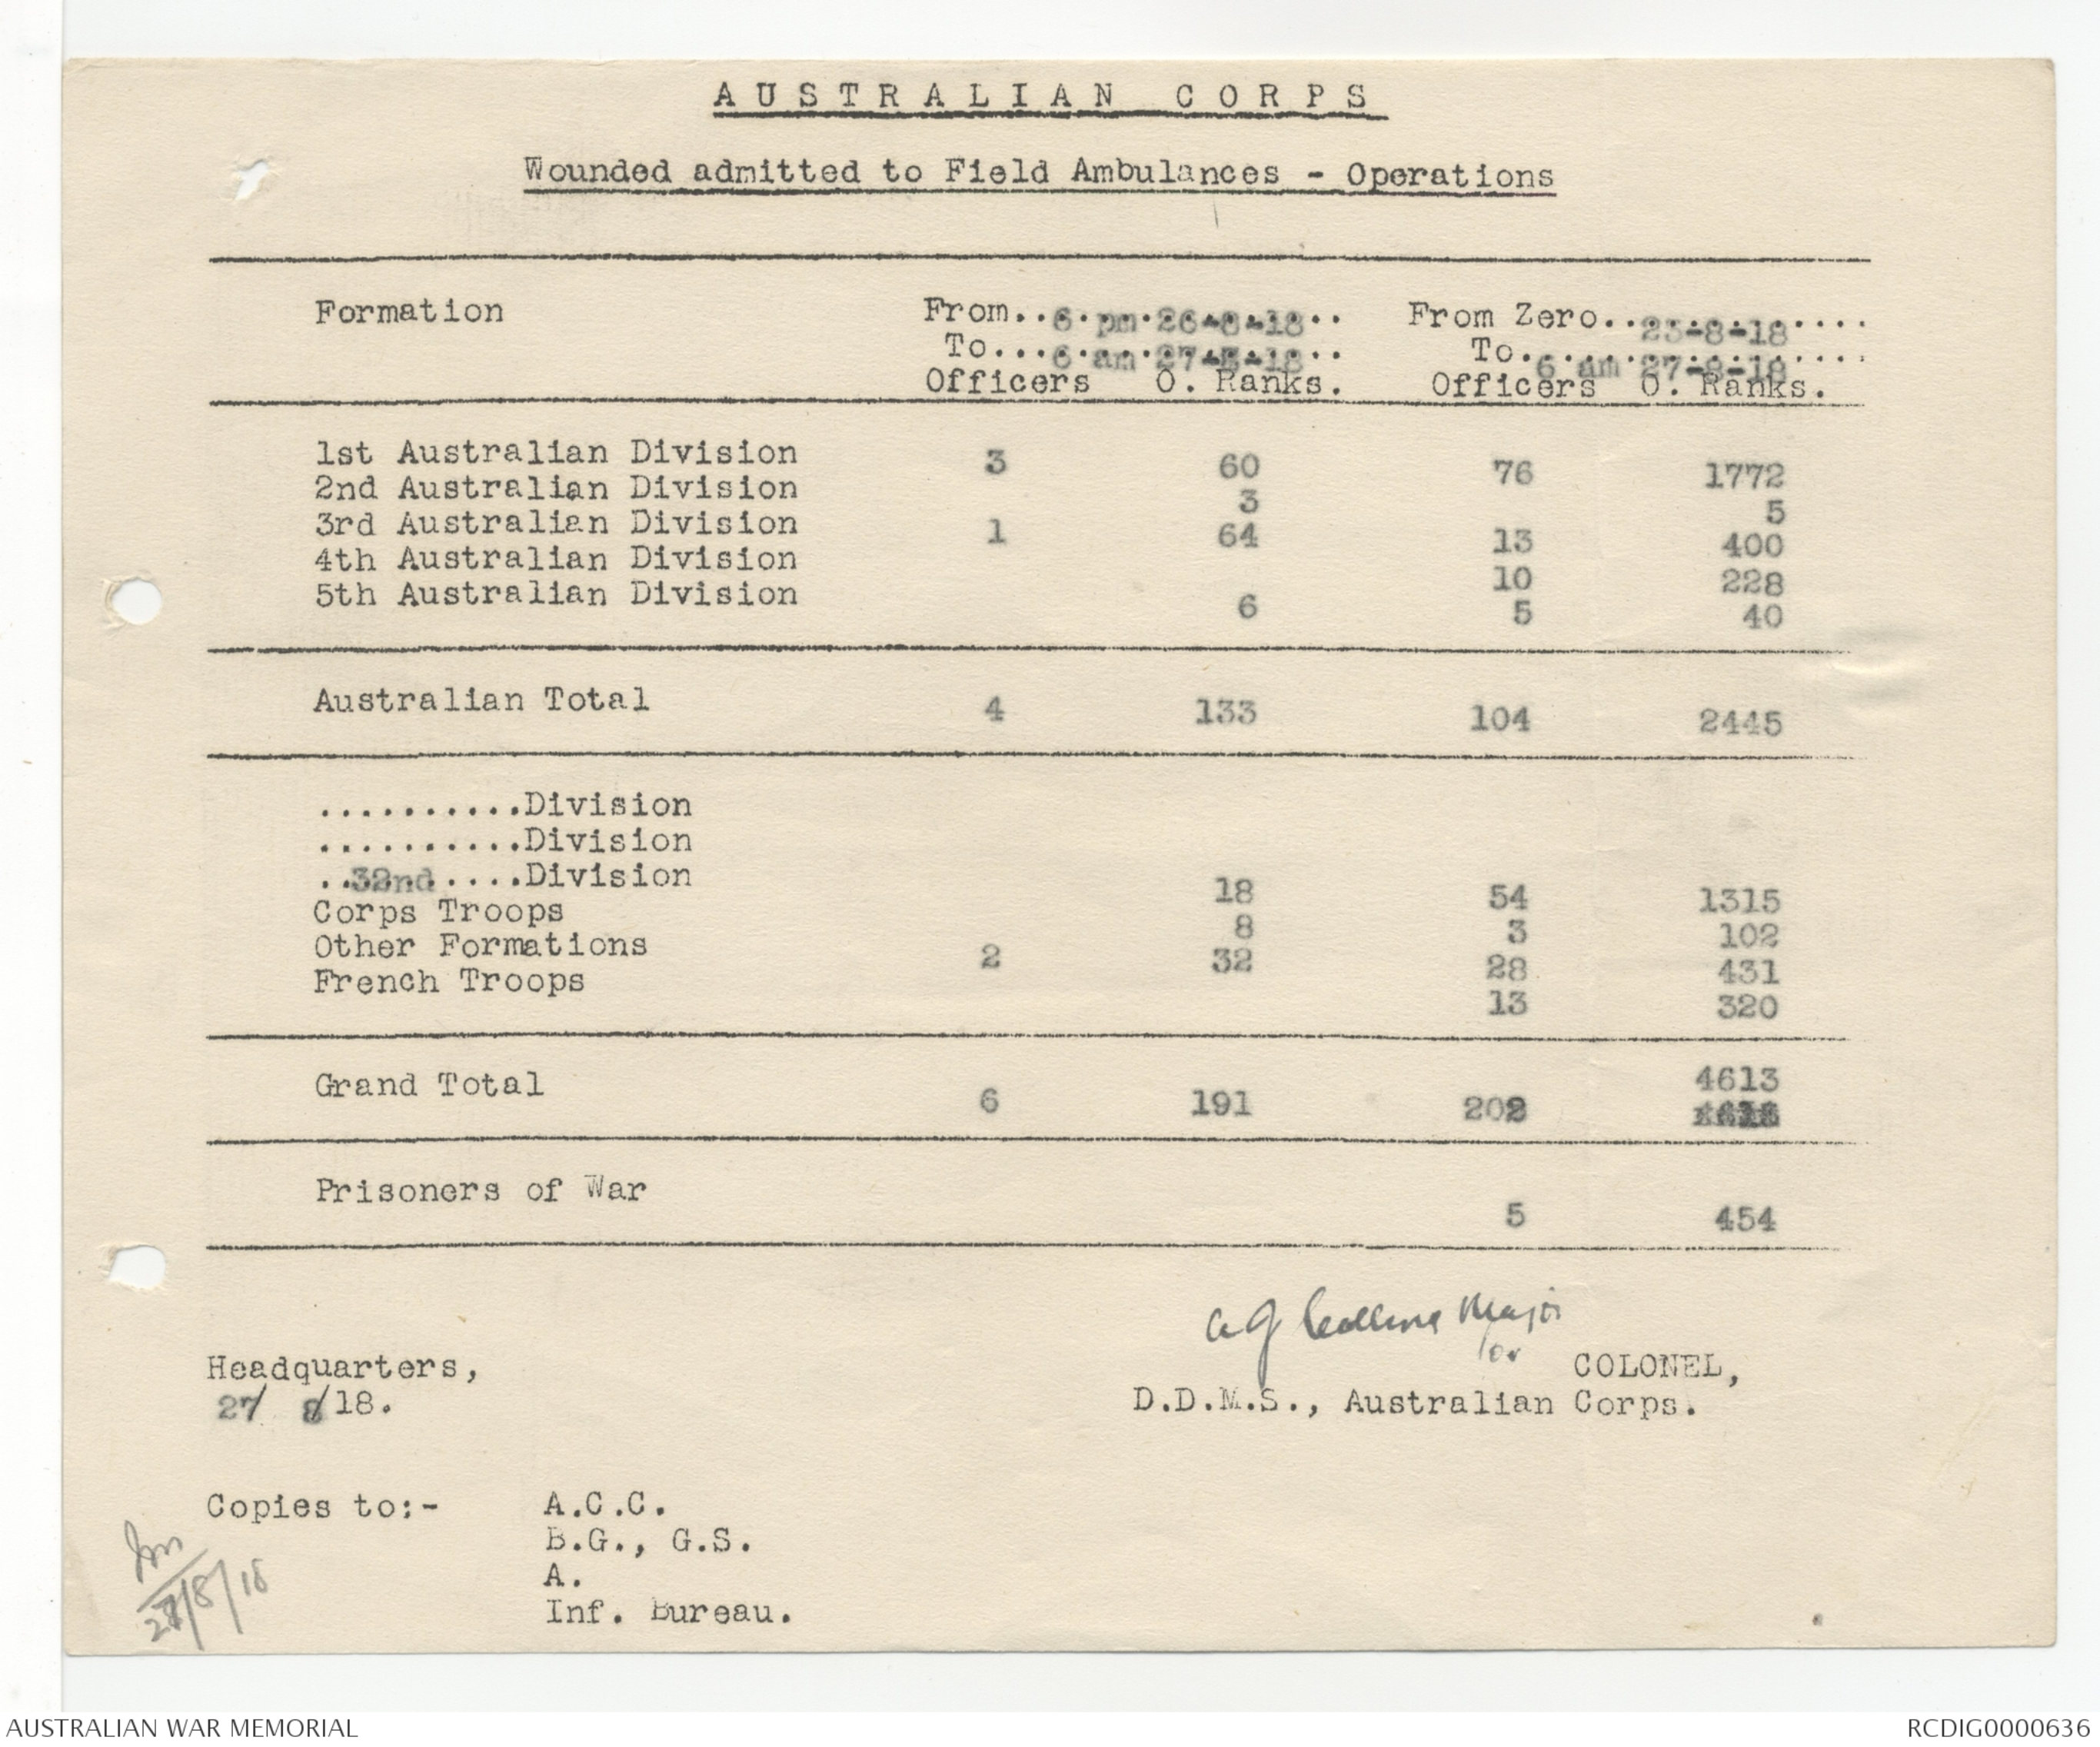 AUSTRALIAN CORPS
Wounded admitted to Field Ambulances - Operations
Formation From..6 pm 26-8-18.. From Zero..23-8-18....
To...6 am 27-8-18.. To.6 am 27-8-18....
Officers O. Ranks. Officers O. Ranks.
1st Australian Division 3 60 76 1772
2nd Australian Division 3 5
3rd Australian Division 1 64 13 400
4th Australian Division 10 228
5th Australian Division 6 5 40
Australian Total 4 133 104 2445
..........Division
..........Division
..32nd....Division 18 54 1315
Corps Troops 8 3 102
Other Formations 2 32 28 431
French Troops 13 320
4613
Grand Total 6 191 202
Prisoners of War 5 454
Major
for COLONEL,
D.D.M.S., Australian Corps.
Headquarters,
27/ 8/18.
Copies to:- A.C.C.
B.G., G.S.
A.
Inf. Bureau.
/8/18
AUSTRALIAN WAR MEMORIAL
RCDIG0000636